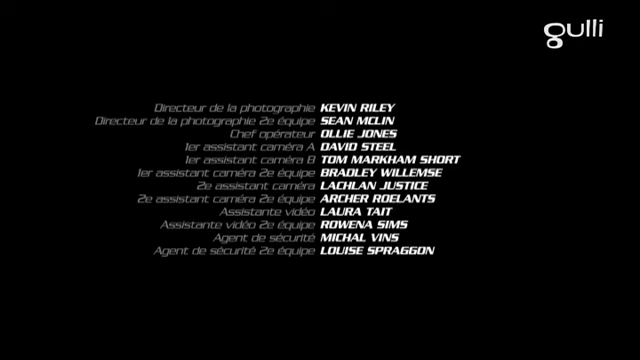 gulli
Directeur de la photographie KEVIN RILEY
Directeur de la photographie 2e équipe SEAN MCLIN
Chef opérateur OLLIE JONES
1er assistant caméra A DAVID STEEL
1er assistant caméra B TOM MARKHAM SHORT
1er assistant caméra 2e équipe BRADLEY WILLEMSE
2e assistant caméra LACHLAN JUSTICE
2e assistant caméra 2e équipe ARCHER ROELANTS
Assistante vidéo LAURA TAIT
Assistante vidéo 2e équipe ROWENA SIMS
Agent de sécurité MICHAL VINS
Agent de sécurité 2e équipe LOUISE SPRAGGON